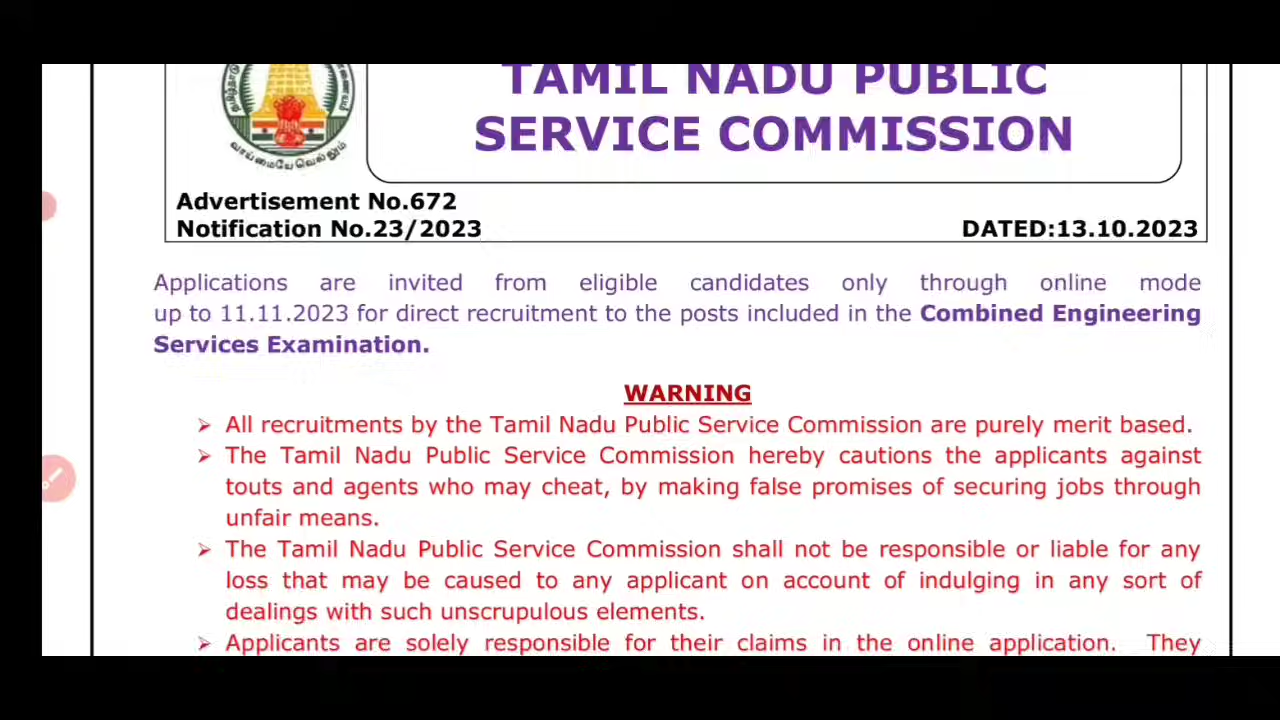 TAMIL NADU PUBLIC
SERVICE COMMISSION
வாய்மையே வெல்லும்
Advertisement No.672
Notification No.23/2023
DATED:13.10.2023
Applications are invited from eligible candidates only through online mode
up to 11.11.2023 for direct recruitment to the posts included in the Combined Engineering
Services Examination.
WARNING
➢ All recruitments by the Tamil Nadu Public Service Commission are purely merit based.
➢ The Tamil Nadu Public Service Commission hereby cautions the applicants against
touts and agents who may cheat, by making false promises of securing jobs through
unfair means.
➢ The Tamil Nadu Public Service Commission shall not be responsible or liable for any
loss that may be caused to any applicant on account of indulging in any sort of
dealings with such unscrupulous elements.
➢ Applicants are solely responsible for their claims in the online application. They